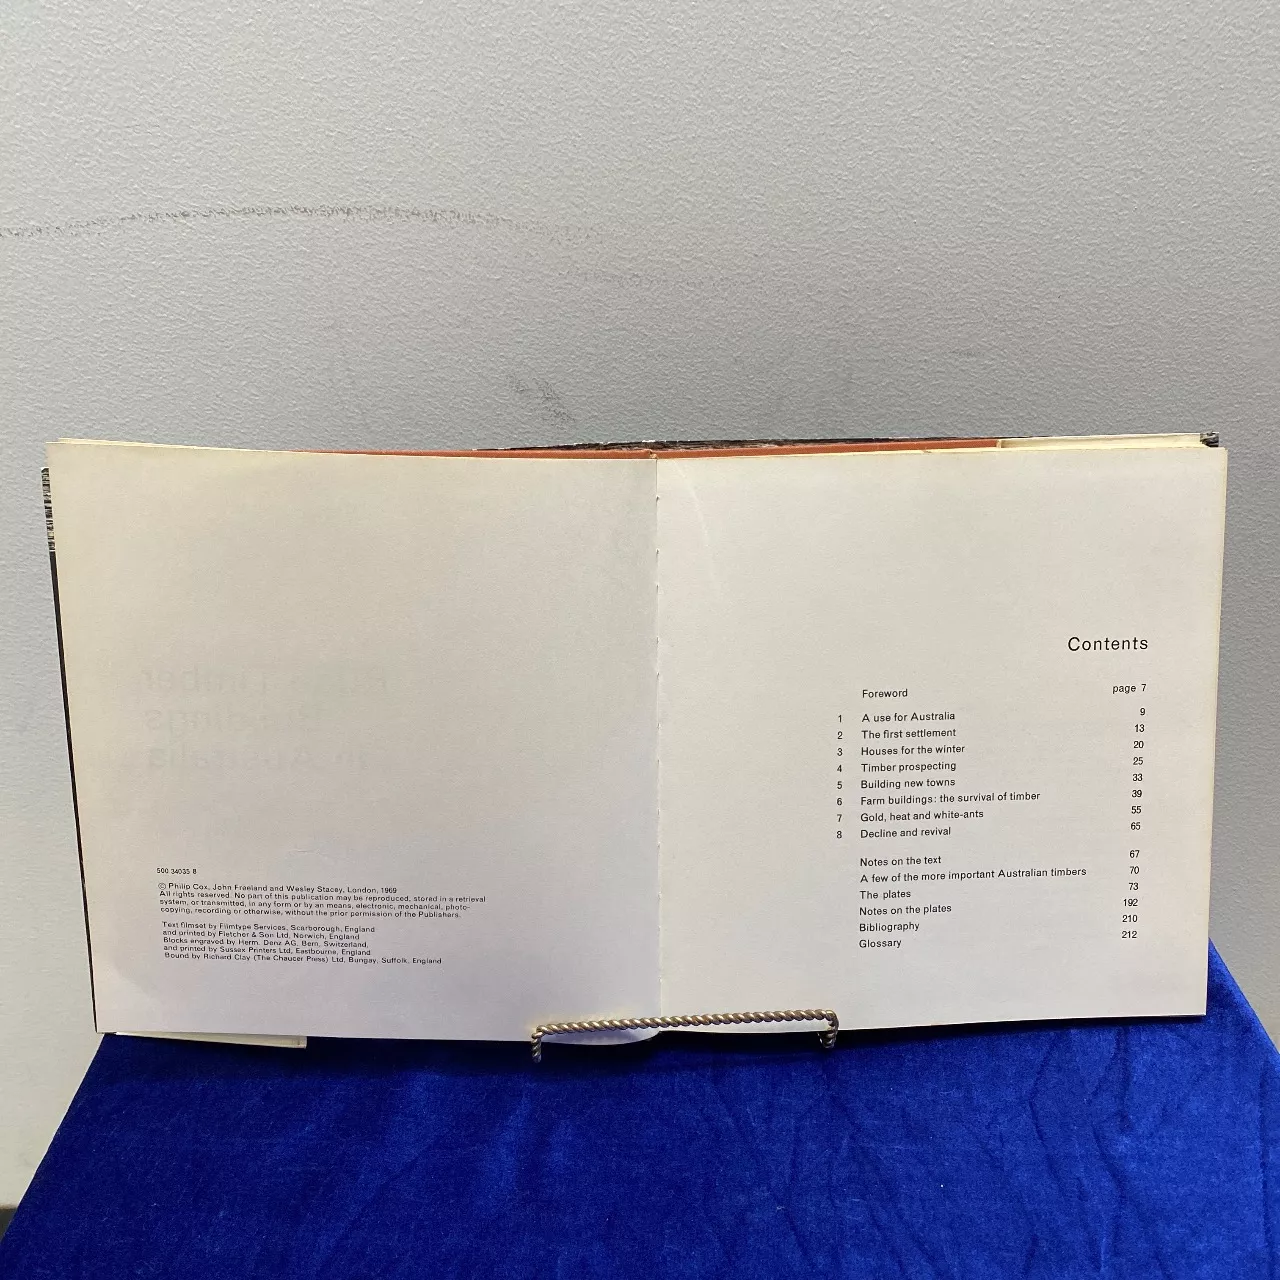 500 34035 8
© Philip Cox, John Freeland and Wesley Stacey, London, 1969
All rights reserved. No part of this publication may be reproduced, stored in a retrieval
system, or transmitted, in any form or by an means, electronic, mechanical, photo-
copying, recording or otherwise, without the prior permission of the Publishers.
Text filmset by Filmtype Services, Scarborough, England
and printed by Fletcher & Son Ltd, Norwich, England
Blocks engraved by Herm. Denz AG, Bern, Switzerland,
and printed by Sussex Printers Ltd, Eastbourne, England
Bound by Richard Clay (The Chaucer Press) Ltd, Bungay, Suffolk, England
Contents
Foreword page 7
1 A use for Australia 9
2 The first settlement 13
3 Houses for the winter 20
4 Timber prospecting 25
5 Building new towns 33
6 Farm buildings: the survival of timber 39
7 Gold, heat and white-ants 55
8 Decline and revival 65
Notes on the text 67
A few of the more important Australian timbers 70
The plates 73
Notes on the plates 192
Bibliography 210
Glossary 212